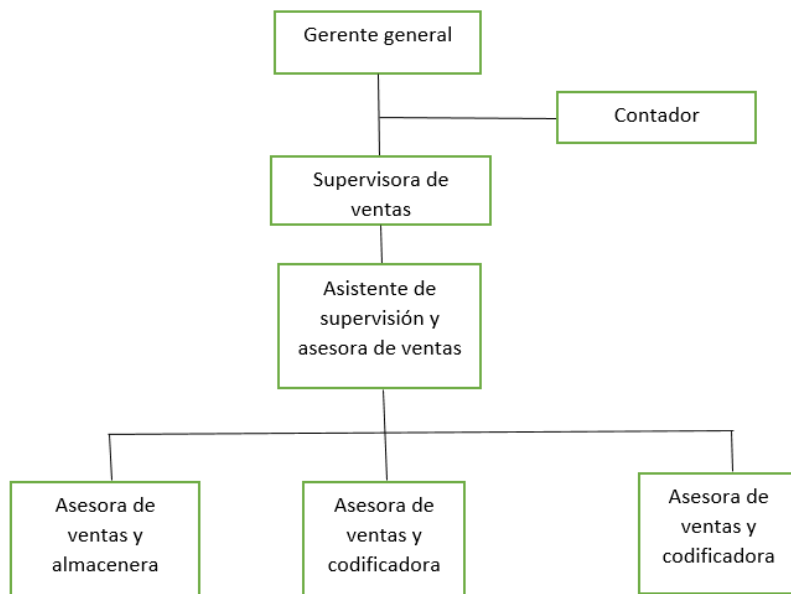 Gerente general
Contador
Supervisora de
ventas
Asistente de
supervisión y
asesora de ventas
Asesora de
ventas y
almacenera
Asesora de
ventas y
codificadora
Asesora de
ventas y
codificadora